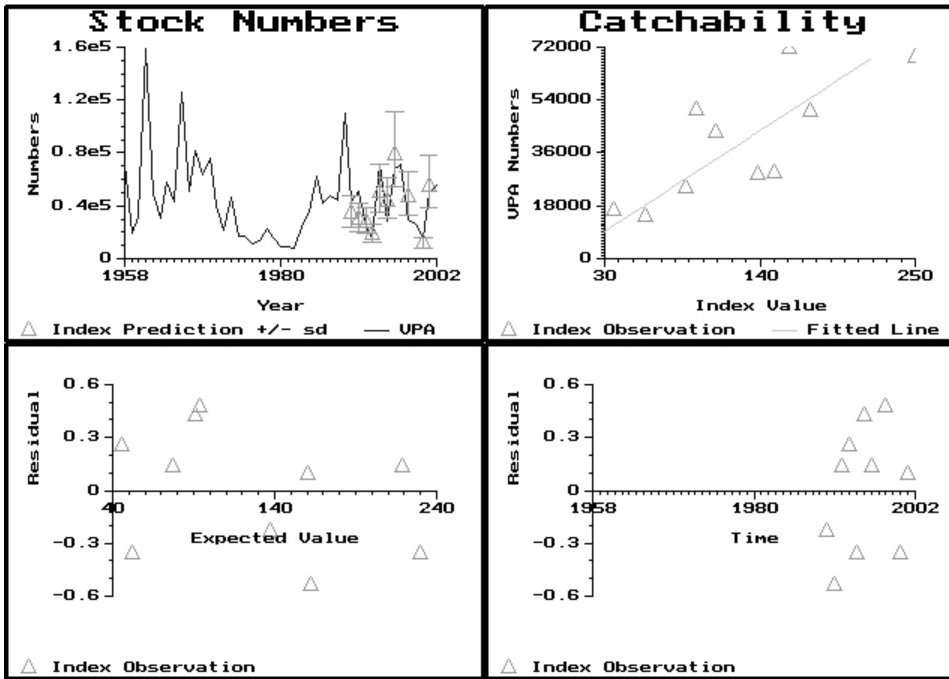 Stock Numbers
1.6e5
1.2e5
0.8e5
0.4e5
0
Numbers
1958
1980
2002
Year
Index Prediction +/- sd
VPA
Catchability
72000
54000
36000
18000
0
VPA Numbers
30
140
250
Index Value
Index Observation
Fitted Line
0.6
0.3
0
-0.3
-0.6
Residual
40
140
240
Expected Value
Index Observation
0.6
0.3
0
-0.3
-0.6
Residual
1958
1980
2002
Time
Index Observation